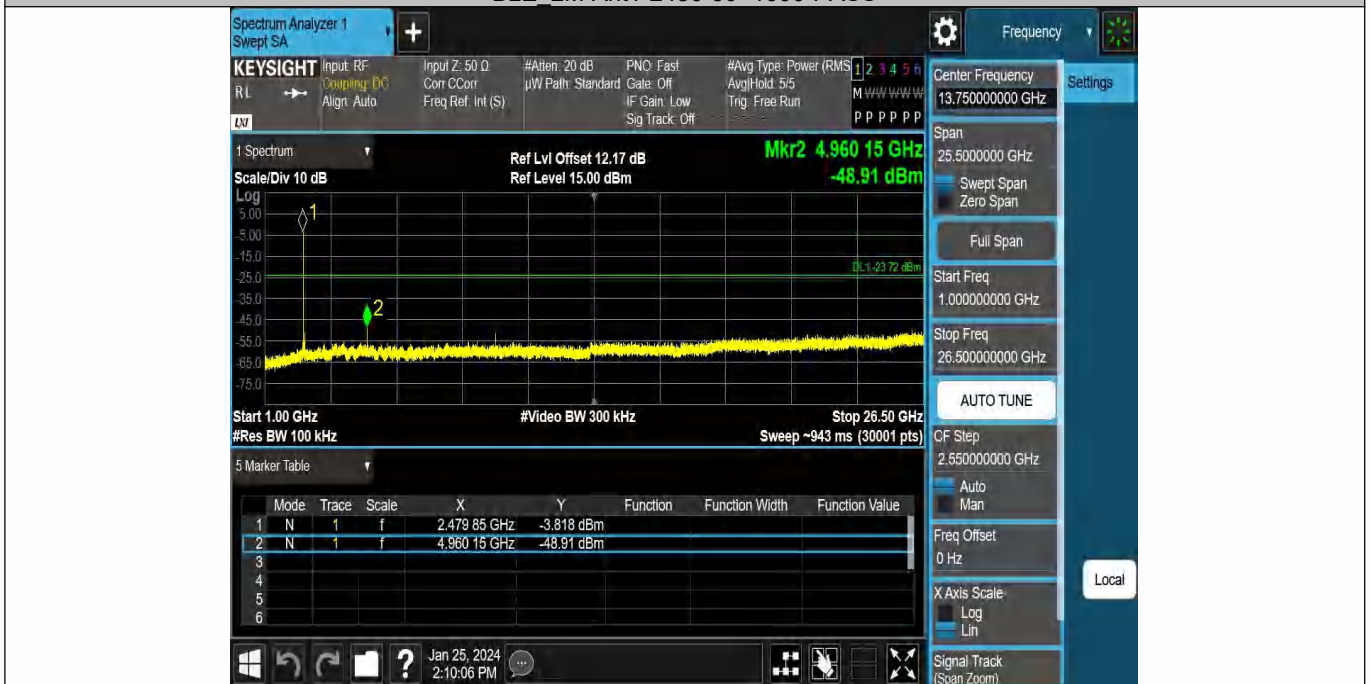 Spectrum Analyzer 1
Swept SA
+
Frequency
KEYSIGHT
RL
LXI
Input: RF
Coupling: DC
Align: Auto
Input Z: 50 Ω
Corr CCorr
Freq Ref: Int (S)
#Atten: 20 dB
µW Path: Standard
PNO: Fast
Gate: Off
IF Gain: Low
Sig Track: Off
#Avg Type: Power (RMS
Avg|Hold: 5/5
Trig: Free Run
1 2 3 4 5 6
M W W W W W
P P P P P P
1 Spectrum
Scale/Div 10 dB
Ref Lvl Offset 12.17 dB
Ref Level 15.00 dBm
Mkr2 4.960 15 GHz
-48.91 dBm
Log
5.00
-5.00
-15.0
-25.0
-35.0
-45.0
-55.0
-65.0
-75.0
1
2
DL1 -23.72 dBm
Start 1.00 GHz
#Res BW 100 kHz
#Video BW 300 kHz
Stop 26.50 GHz
Sweep ~943 ms (30001 pts)
5 Marker Table
Mode Trace Scale X Y Function Function Width Function Value
1 N 1 f 2.479 85 GHz -3.818 dBm
2 N 1 f 4.960 15 GHz -48.91 dBm
3
4
5
6
?
Jan 25, 2024
2:10:06 PM
Center Frequency
13.750000000 GHz
Span
25.5000000 GHz
Swept Span
Zero Span
Full Span
Start Freq
1.000000000 GHz
Stop Freq
26.500000000 GHz
AUTO TUNE
CF Step
2.550000000 GHz
Auto
Man
Freq Offset
0 Hz
X Axis Scale
Log
Lin
Signal Track
(Span Zoom)
Settings
Local